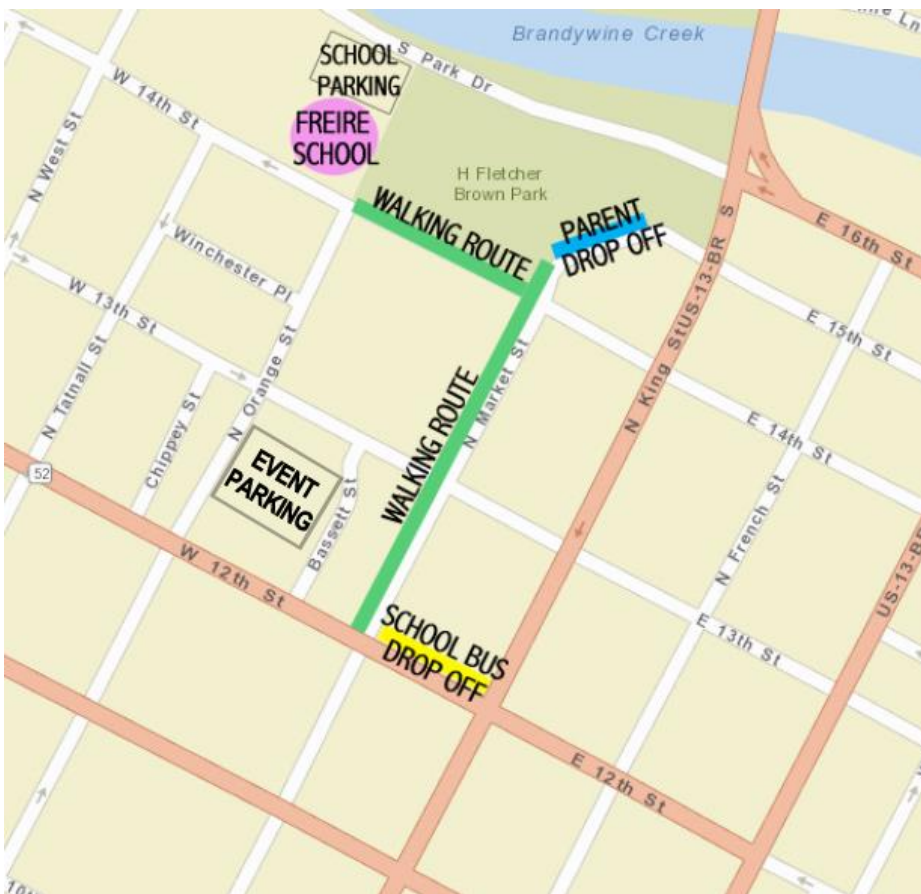 Brandywine Creek
S Park Dr
SCHOOL
PARKING
FREIRE
SCHOOL
W 14th St
N West St
H Fletcher
Brown Park
WALKING ROUTE
PARENT
DROP OFF
E 16th St
Winchester Pl
W 13th St
E 15th St
N King St
US-13-BR S
N Orange St
N Market St
WALKING ROUTE
N Tatnall St
Chippey St
E 14th St
52
EVENT
PARKING
Bassett St
N French St
W 12th St
US-13-BR
SCHOOL BUS
DROP OFF
E 13th St
E 12th St